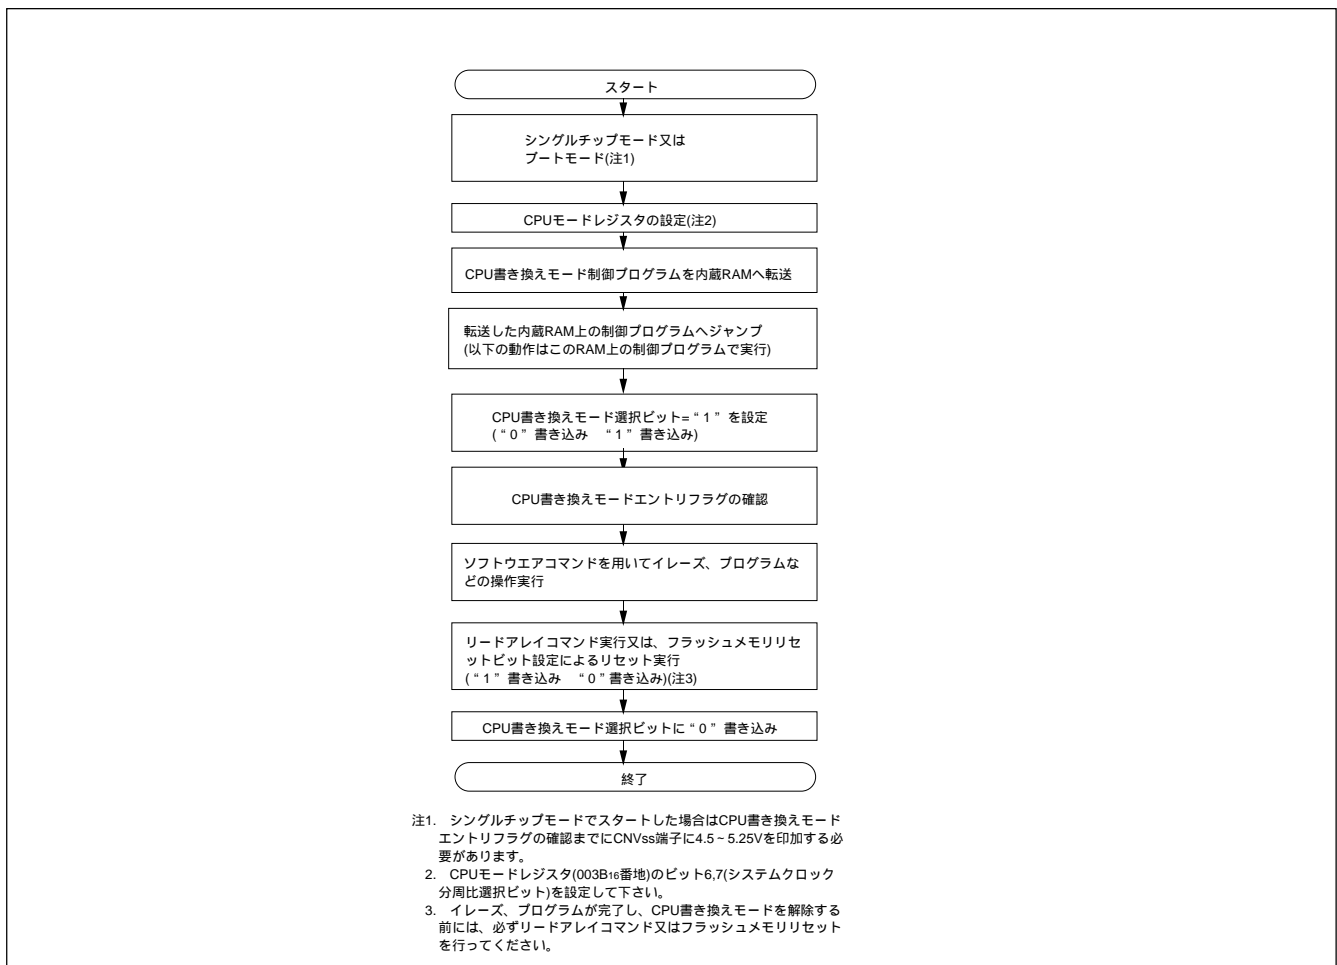 スタート
シングルチップモード又は
ブートモード(注1)
CPUモードレジスタの設定(注2)
CPU書き換えモード制御プログラムを内蔵RAMへ転送
転送した内蔵RAM上の制御プログラムへジャンプ
(以下の動作はこのRAM上の制御プログラムで実行)
CPU書き換えモード選択ビット=“1”を設定
(“0”書き込み　“1”書き込み)
CPU書き換えモードエントリフラグの確認
ソフトウエアコマンドを用いてイレーズ、プログラムな
どの操作実行
リードアレイコマンド実行又は、フラッシュメモリリセ
ットビット設定によるリセット実行
(“1”書き込み　“0”書き込み)(注3)
CPU書き換えモード選択ビットに“0”書き込み
終了
注1.　シングルチップモードでスタートした場合はCPU書き換えモード
エントリフラグの確認までにCNVss端子に4.5～5.25Vを印加する必
要があります。
2.　CPUモードレジスタ(003B16番地)のビット6,7(システムクロック
分周比選択ビット)を設定して下さい。
3.　イレーズ、プログラムが完了し、CPU書き換えモードを解除する
前には、必ずリードアレイコマンド又はフラッシュメモリリセット
を行ってください。